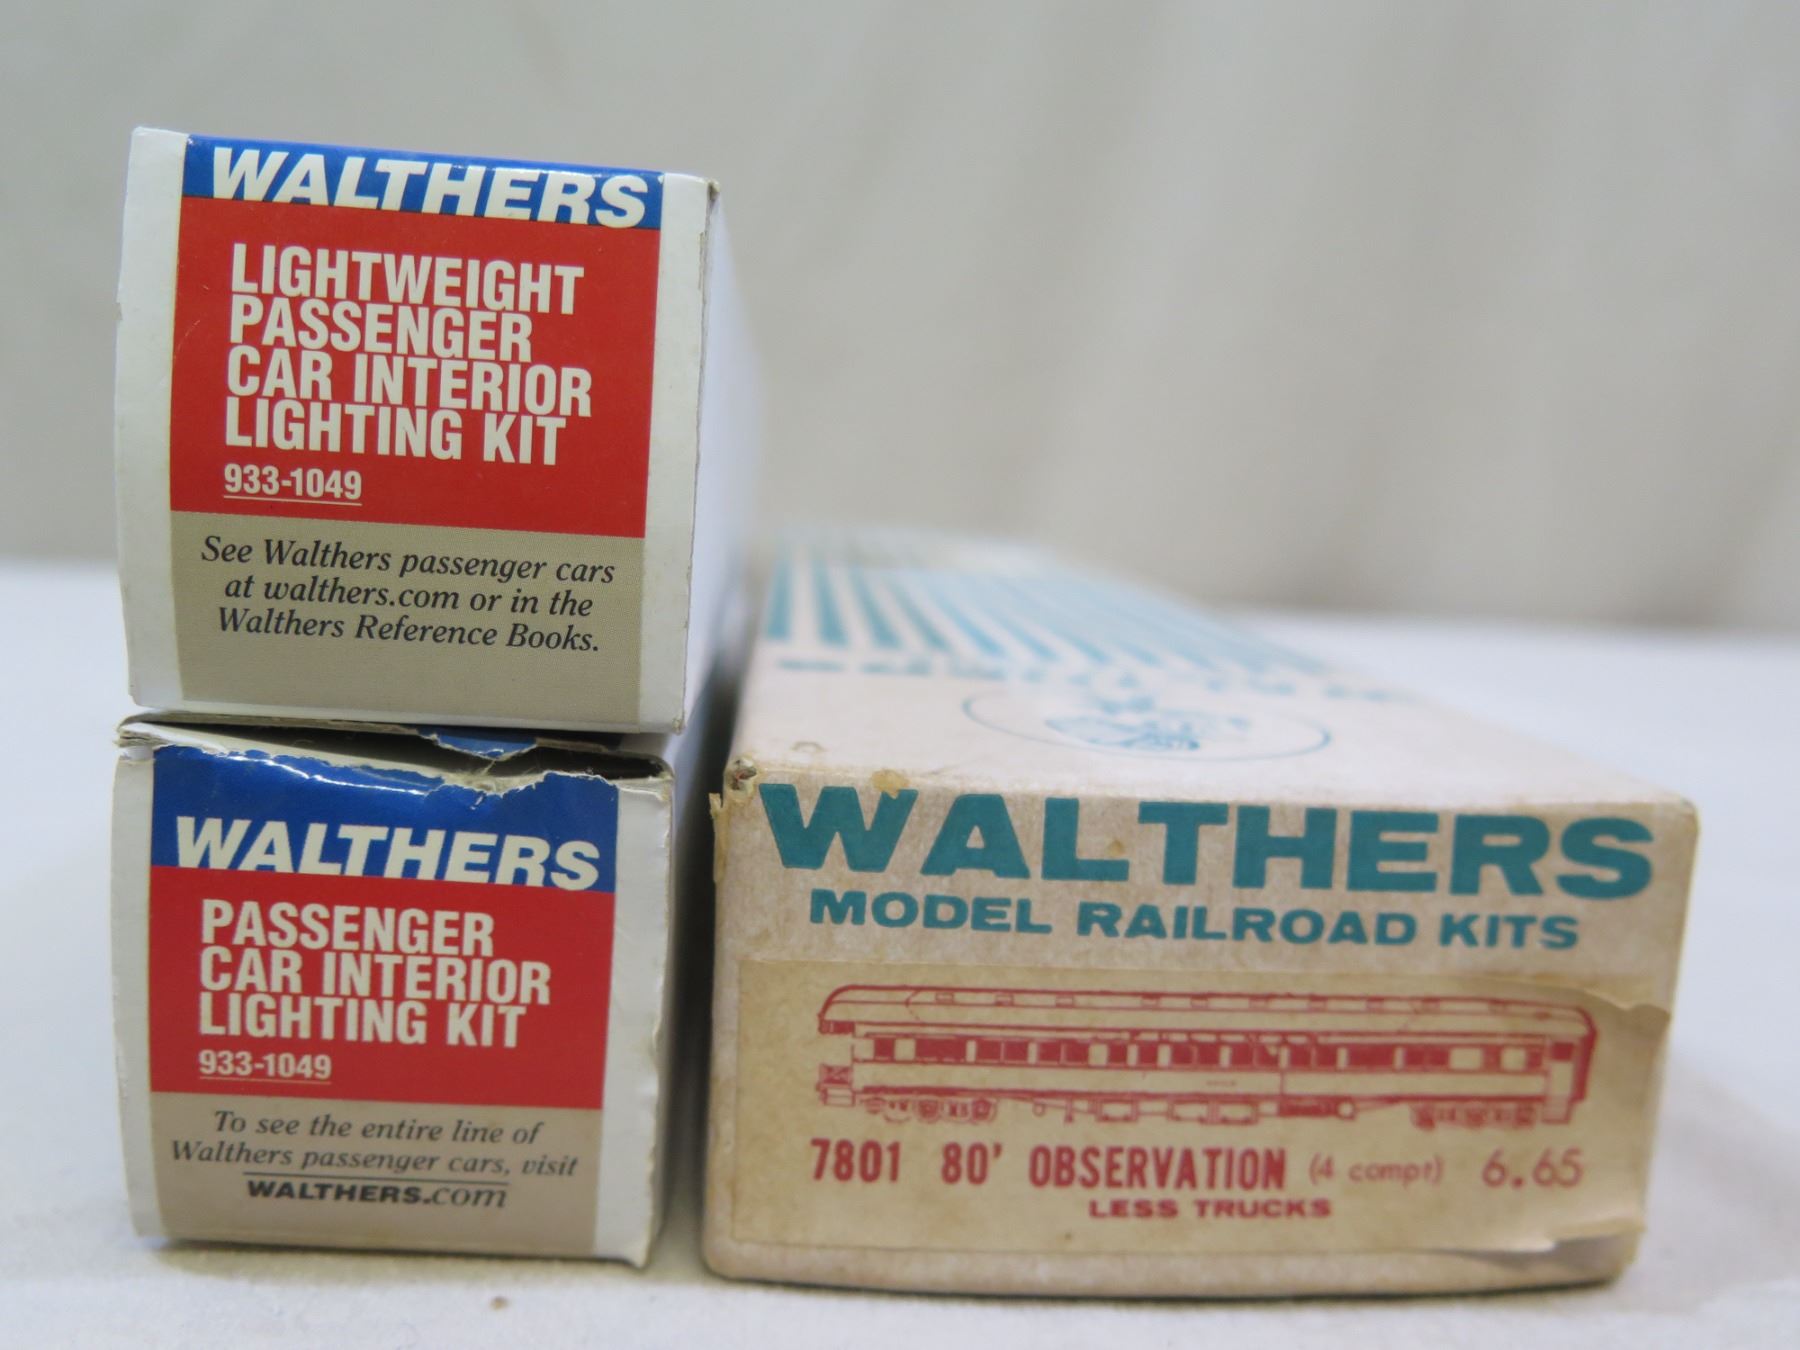 WALTHERS
LIGHTWEIGHT
PASSENGER
CAR INTERIOR
LIGHTING KIT
933-1049
See Walthers passenger cars
at walthers.com or in the
Walthers Reference Books.
WALTHERS
PASSENGER
CAR INTERIOR
LIGHTING KIT
933-1049
To see the entire line of
Walthers passenger cars, visit
WALTHERS.com
WALTHERS
MODEL RAILROAD KITS
7801 80' OBSERVATION (4 compt) 6.65
LESS TRUCKS